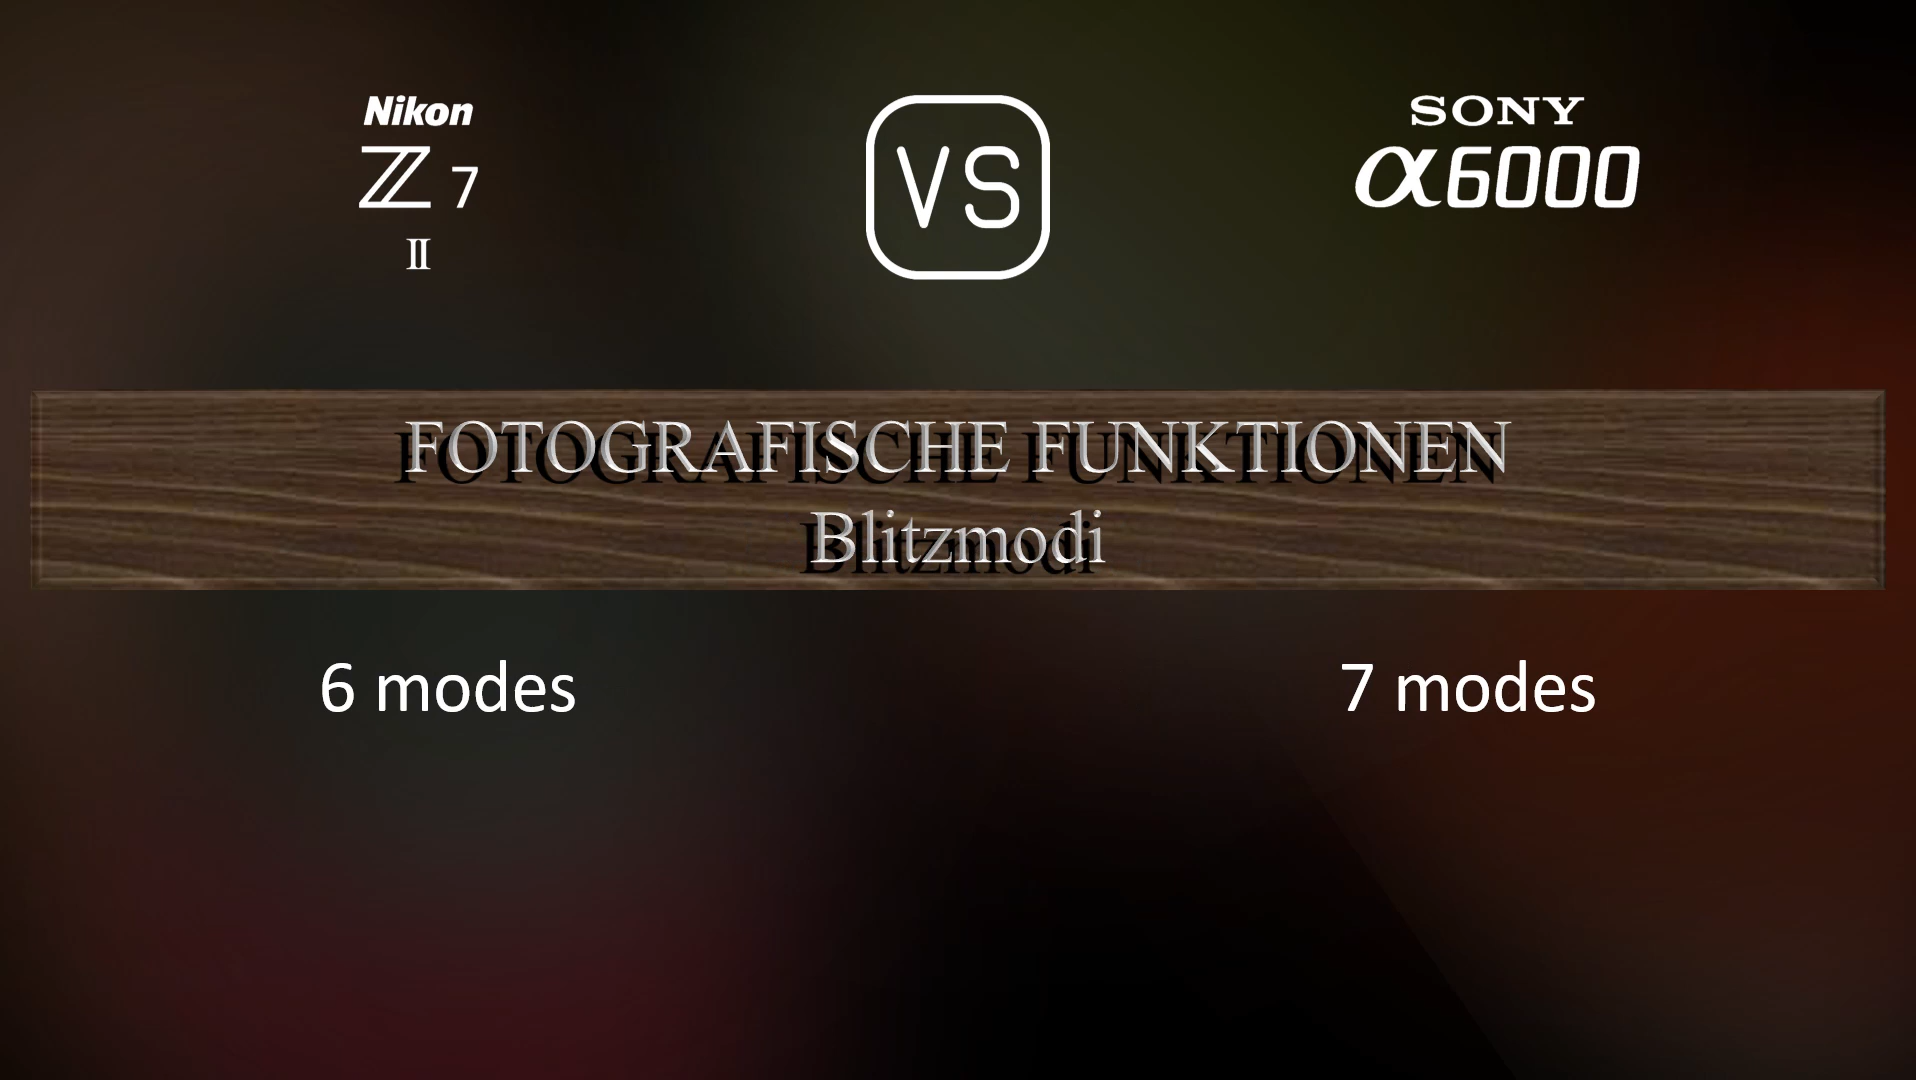 Nikon
Z 7
II
VS
SONY
α6000
FOTOGRAFISCHE FUNKTIONEN
Blitzmodi
6 modes
7 modes